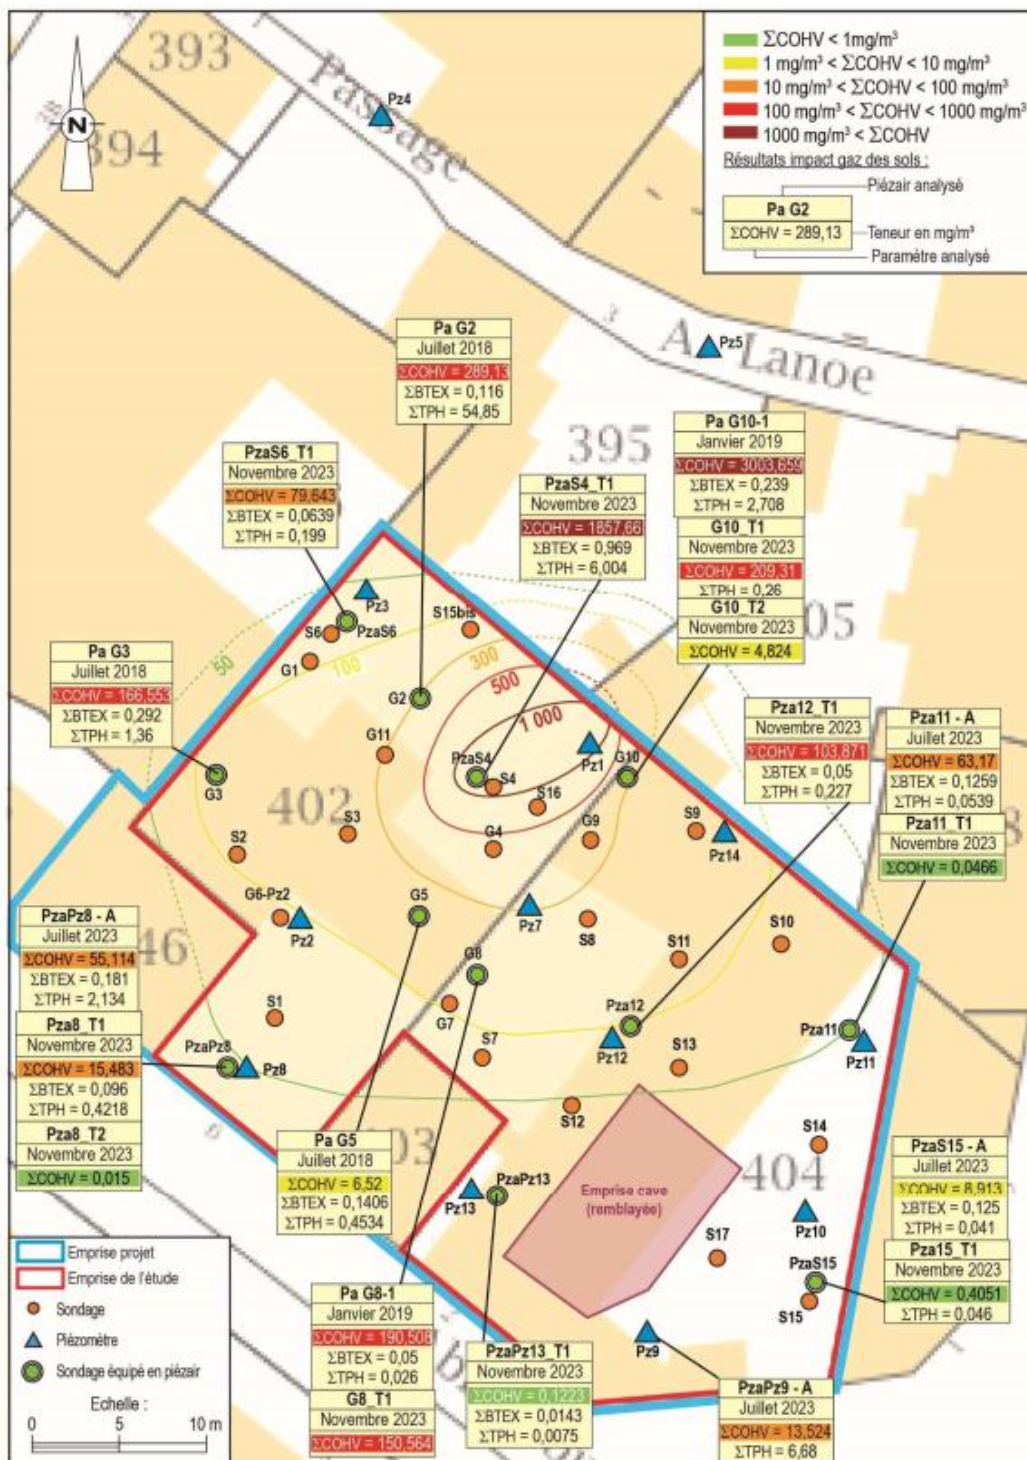 ΣCOHV < 1mg/m³
1 mg/m³ < ΣCOHV < 10 mg/m³
10 mg/m³ < ΣCOHV < 100 mg/m³
100 mg/m³ < ΣCOHV < 1000 mg/m³
1000 mg/m³ < ΣCOHV
Résultats impact gaz des sols :
Piézair analysé
Pa G2
ΣCOHV = 289,13
Teneur en mg/m³
Paramètre analysé
N
393
394
Passage
Pz4
3
A. Lanoe
Pz5
395
Pa G2
Juillet 2018
ΣCOHV = 289,13
ΣBTEX = 0,116
ΣTPH = 54,85
Pa G10-1
Janvier 2019
ΣCOHV = 3003,659
ΣBTEX = 0,239
ΣTPH = 2,708
G10_T1
Novembre 2023
ΣCOHV = 209,31
ΣTPH = 0,26
G10_T2
Novembre 2023
ΣCOHV = 4,824
PzaS6_T1
Novembre 2023
ΣCOHV = 79,643
ΣBTEX = 0,0639
ΣTPH = 0,199
PzaS4_T1
Novembre 2023
ΣCOHV = 1857,66
ΣBTEX = 0,969
ΣTPH = 6,004
05
Pa G3
Juillet 2018
ΣCOHV = 166,553
ΣBTEX = 0,292
ΣTPH = 1,36
Pza12_T1
Novembre 2023
ΣCOHV = 103,871
ΣBTEX = 0,05
ΣTPH = 0,227
Pza11 - A
Juillet 2023
ΣCOHV = 63,17
ΣBTEX = 0,1259
ΣTPH = 0,0539
Pza11_T1
Novembre 2023
ΣCOHV = 0,0466
Pz3
S6
PzaS6
S15bis
G1
50
100
300
500
1 000
G2
G11
PzaS4
S4
Pz1
G10
G3
402
S16
S3
S2
G4
G9
S9
Pz14
G6-Pz2
Pz2
G5
Pz7
S8
S10
S11
G8
G7
S1
S7
Pza12
Pz12
Pza11
Pz11
S13
PzaPz8
Pz8
S12
S14
46
PzaPz8 - A
Juillet 2023
ΣCOHV = 55,114
ΣBTEX = 0,181
ΣTPH = 2,134
Pza8_T1
Novembre 2023
ΣCOHV = 15,483
ΣBTEX = 0,096
ΣTPH = 0,4218
Pza8_T2
Novembre 2023
ΣCOHV = 0,015
Pa G5
Juillet 2018
ΣCOHV = 6,52
ΣBTEX = 0,1406
ΣTPH = 0,4534
03
PzaPz13
Pz13
Emprise cave
(remblayée)
404
Pz10
S17
PzaS15
S15
Pz9
PzaS15 - A
Juillet 2023
ΣCOHV = 8,913
ΣBTEX = 0,125
ΣTPH = 0,041
Pza15_T1
Novembre 2023
ΣCOHV = 0,4051
ΣTPH = 0,046
Pa G8-1
Janvier 2019
ΣCOHV = 190,508
ΣBTEX = 0,05
ΣTPH = 0,026
G8_T1
Novembre 2023
ΣCOHV = 150,564
PzaPz13_T1
Novembre 2023
ΣCOHV = 0,1223
ΣBTEX = 0,0143
ΣTPH = 0,0075
PzaPz9 - A
Juillet 2023
ΣCOHV = 13,524
ΣTPH = 6,68
Emprise projet
Emprise de l'étude
Sondage
Piézomètre
Sondage équipé en piézair
Echelle :
0 5 10 m